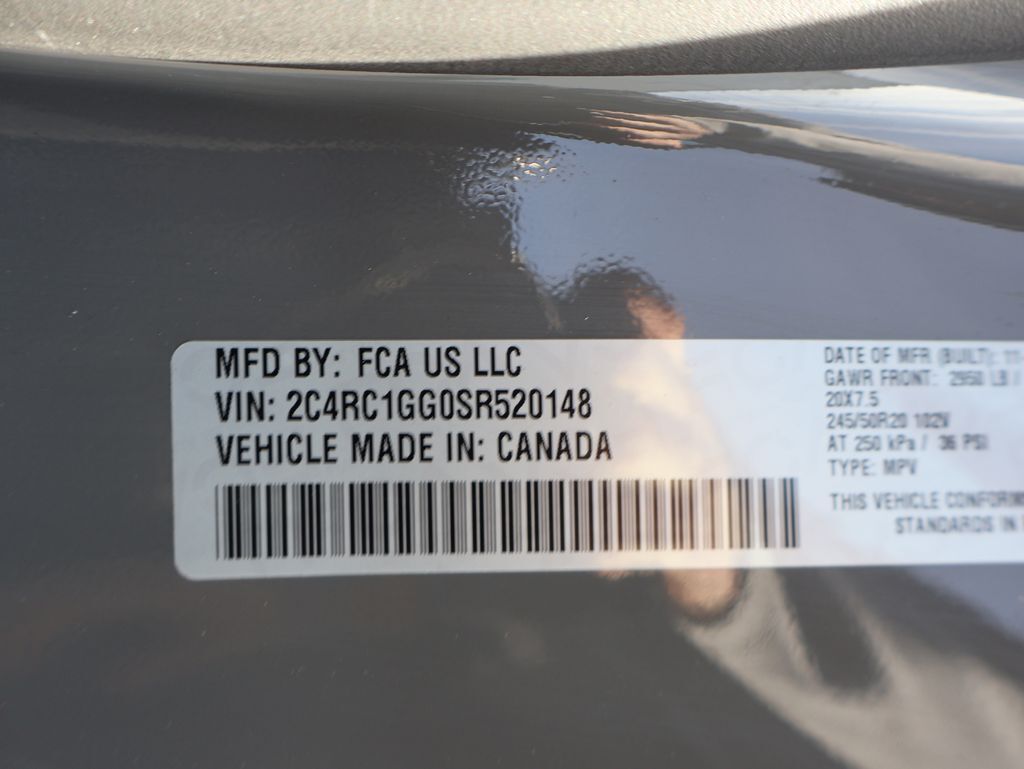 MFD BY: FCA US LLC
VIN: 2C4RC1GG0SR520148
VEHICLE MADE IN: CANADA
DATE OF MFR (BUILT): 11-
GAWR FRONT: 2950 LB /
20X7.5
245/50R20 102V
AT 250 kPa / 36 PSI
TYPE: MPV
THIS VEHICLE CONFORM
STANDARDS IN